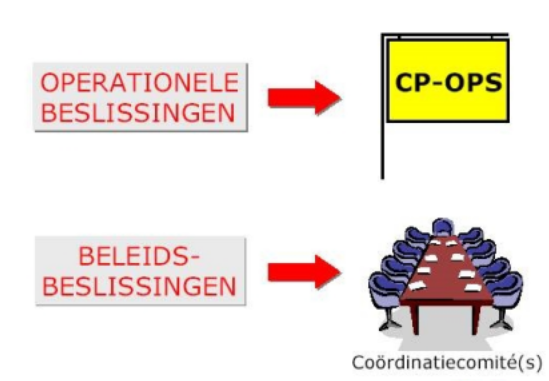 OPERATIONELE
BESLISSINGEN
CP-OPS
BELEIDS-
BESLISSINGEN
Coördinatiecomité(s)